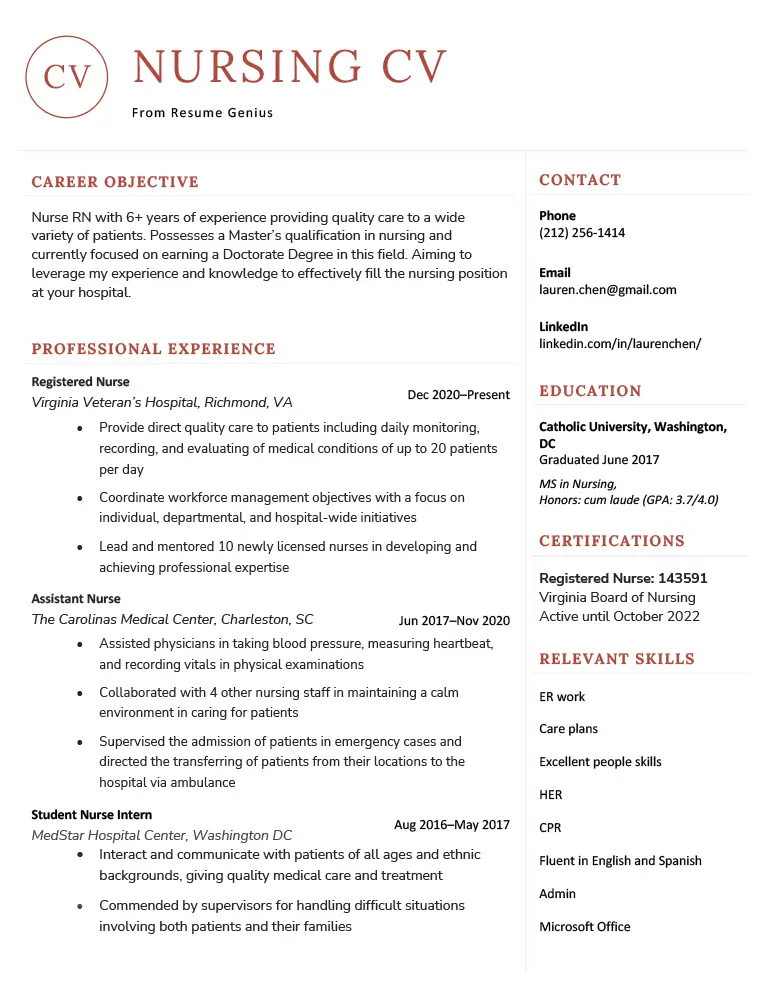 CV
NURSING CV
From Resume Genius
CAREER OBJECTIVE
Nurse RN with 6+ years of experience providing quality care to a wide
variety of patients. Possesses a Master’s qualification in nursing and
currently focused on earning a Doctorate Degree in this field. Aiming to
leverage my experience and knowledge to effectively fill the nursing position
at your hospital.
PROFESSIONAL EXPERIENCE
Registered Nurse
Virginia Veteran’s Hospital, Richmond, VA
Dec 2020–Present
• Provide direct quality care to patients including daily monitoring,
recording, and evaluating of medical conditions of up to 20 patients
per day
• Coordinate workforce management objectives with a focus on
individual, departmental, and hospital-wide initiatives
• Lead and mentored 10 newly licensed nurses in developing and
achieving professional expertise
Assistant Nurse
The Carolinas Medical Center, Charleston, SC
Jun 2017–Nov 2020
• Assisted physicians in taking blood pressure, measuring heartbeat,
and recording vitals in physical examinations
• Collaborated with 4 other nursing staff in maintaining a calm
environment in caring for patients
• Supervised the admission of patients in emergency cases and
directed the transferring of patients from their locations to the
hospital via ambulance
Student Nurse Intern
MedStar Hospital Center, Washington DC
Aug 2016–May 2017
• Interact and communicate with patients of all ages and ethnic
backgrounds, giving quality medical care and treatment
• Commended by supervisors for handling difficult situations
involving both patients and their families
CONTACT
Phone
(212) 256-1414
Email
lauren.chen@gmail.com
LinkedIn
linkedin.com/in/laurenchen/
EDUCATION
Catholic University, Washington,
DC
Graduated June 2017
MS in Nursing,
Honors: cum laude (GPA: 3.7/4.0)
CERTIFICATIONS
Registered Nurse: 143591
Virginia Board of Nursing
Active until October 2022
RELEVANT SKILLS
ER work
Care plans
Excellent people skills
HER
CPR
Fluent in English and Spanish
Admin
Microsoft Office